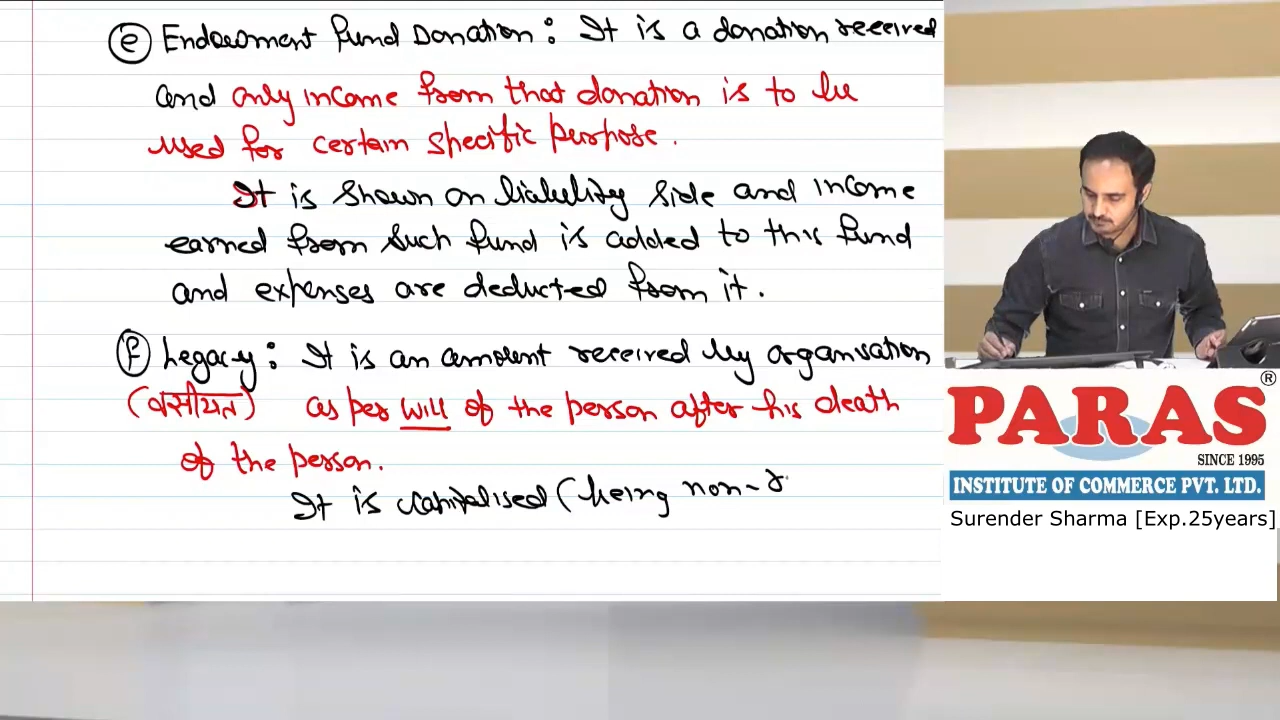 (e) Endowment Fund Donation: It is a donation received
and only income from that donation is to be
used for certain specific purpose.
It is shown on liability side and income
earned from such fund is added to this fund
and expenses are deducted from it.
(f) Legacy: It is an amount received by organisation
(वसीयत) as per will of the person after his death
of the person.
It is capitalised (being non-r
PARAS®
SINCE 1995
INSTITUTE OF COMMERCE PVT. LTD.
Surender Sharma [Exp.25years]